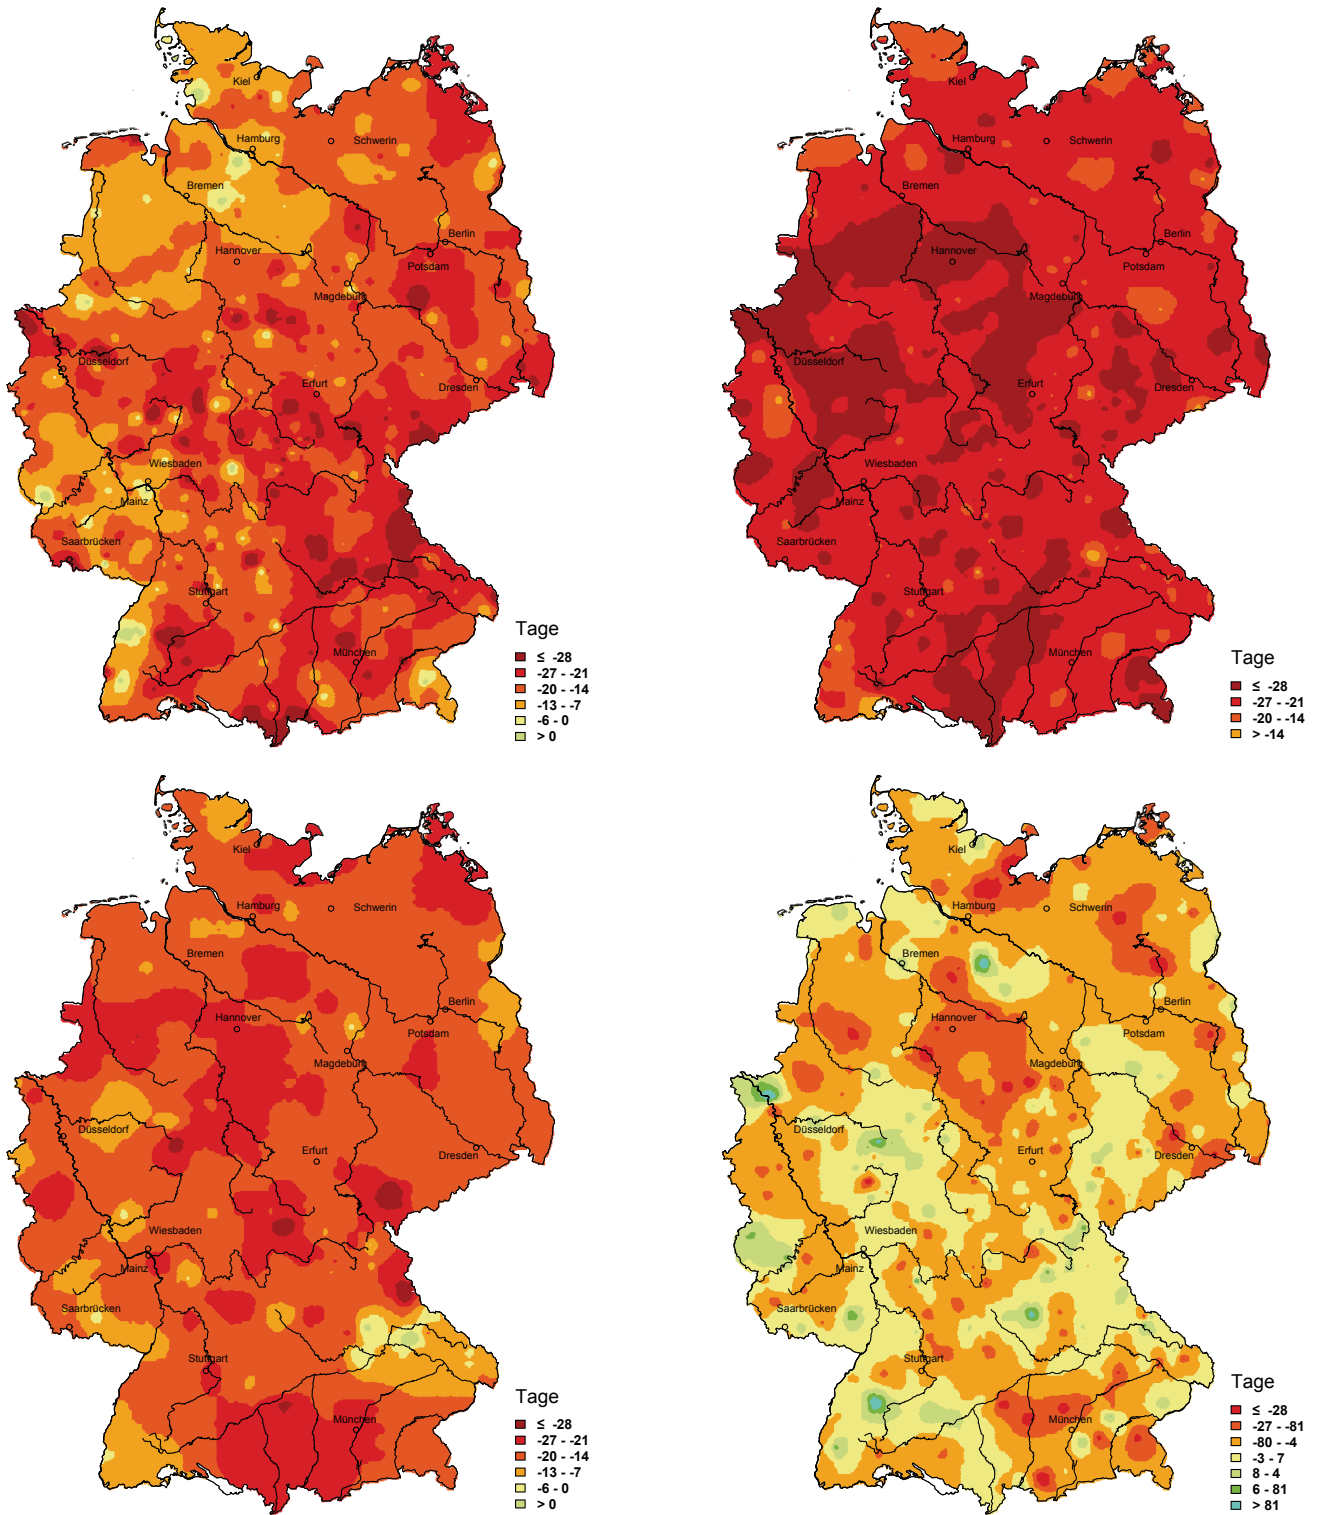 Kiel
Hamburg
Schwerin
Bremen
Berlin
Hannover
Potsdam
Magdeburg
Düsseldorf
Erfurt
Dresden
Wiesbaden
Mainz
Saarbrücken
Stuttgart
München
Tage
≤ -28
-27 - -21
-20 - -14
-13 - -7
-6 - 0
> 0
Kiel
Hamburg
Schwerin
Bremen
Berlin
Hannover
Potsdam
Magdeburg
Düsseldorf
Erfurt
Dresden
Wiesbaden
Mainz
Saarbrücken
Stuttgart
München
Tage
≤ -28
-27 - -21
-20 - -14
> -14
Kiel
Hamburg
Schwerin
Bremen
Berlin
Hannover
Potsdam
Magdeburg
Düsseldorf
Erfurt
Dresden
Wiesbaden
Mainz
Saarbrücken
Stuttgart
München
Tage
≤ -28
-27 - -21
-20 - -14
-13 - -7
-6 - 0
> 0
Kiel
Hamburg
Schwerin
Bremen
Berlin
Hannover
Potsdam
Magdeburg
Düsseldorf
Erfurt
Dresden
Wiesbaden
Mainz
Saarbrücken
Stuttgart
München
Tage
≤ -28
-27 - -81
-80 - -4
-3 - 7
8 - 4
6 - 81
> 81